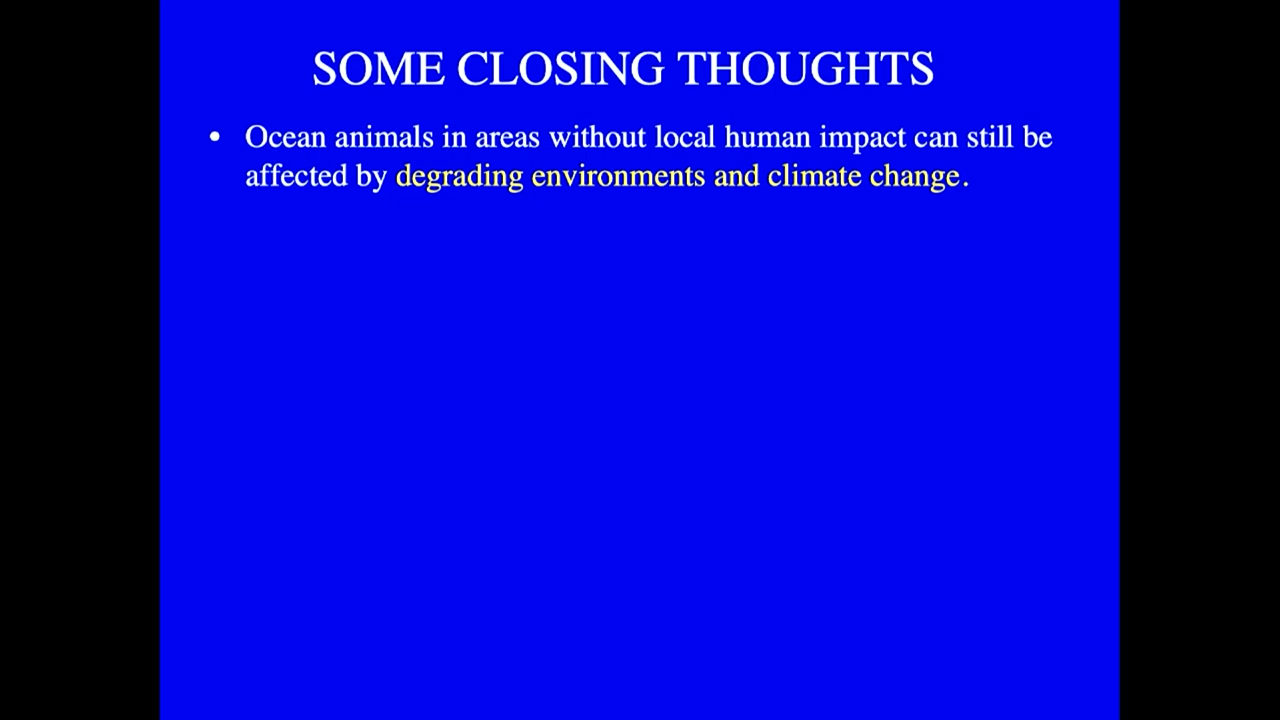 SOME CLOSING THOUGHTS
• Ocean animals in areas without local human impact can still be
affected by degrading environments and climate change.